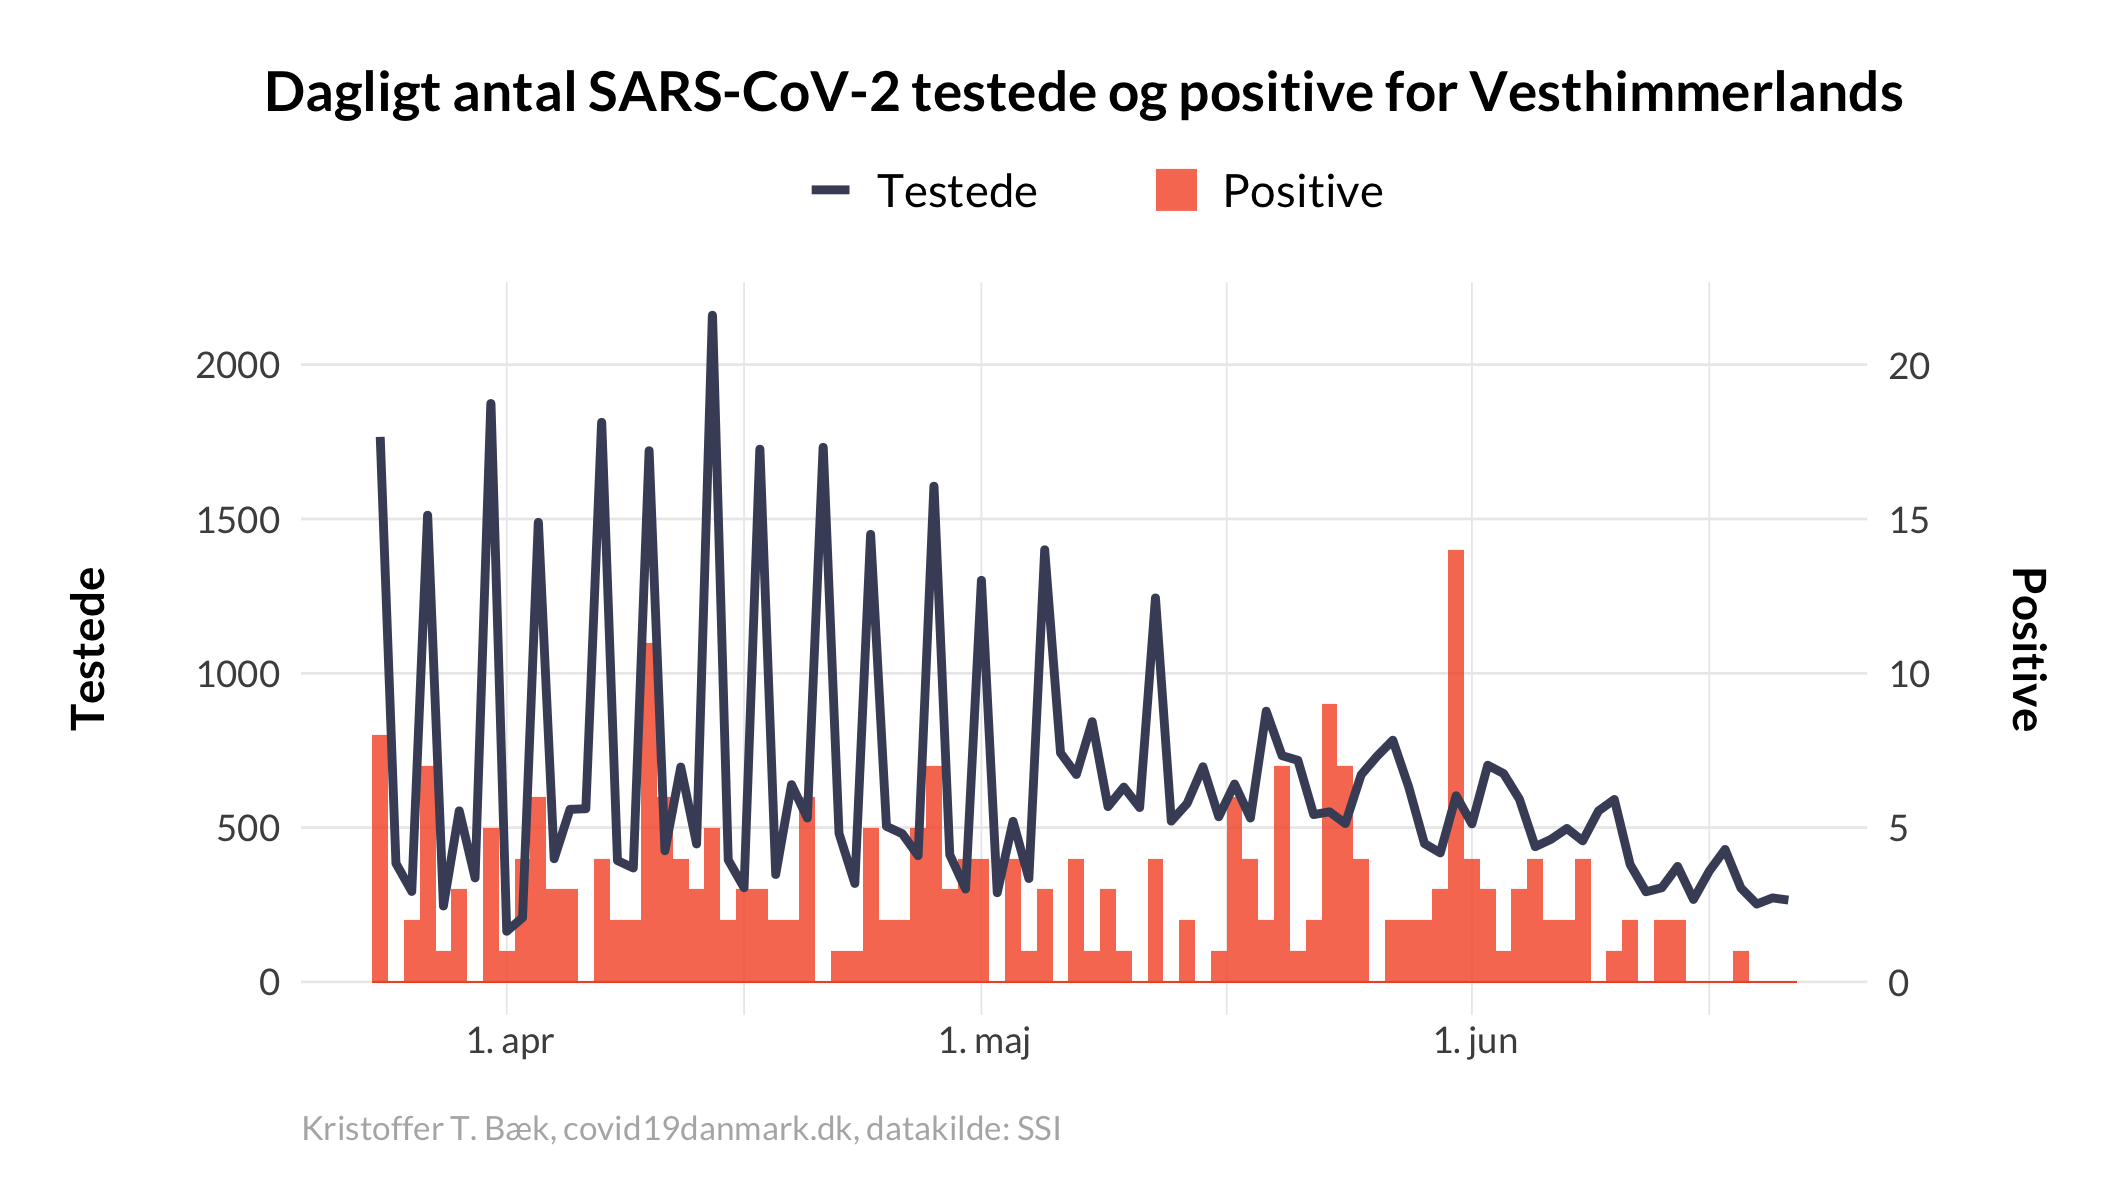 Dagligt antal SARS-CoV-2 testede og positive for Vesthimmerlands
Testede Positive
2000 20
1500 15
1000 10
500 5
0 0
Testede
Positive
1. apr 1. maj 1. jun
Kristoffer T. Bæk, covid19danmark.dk, datakilde: SSI